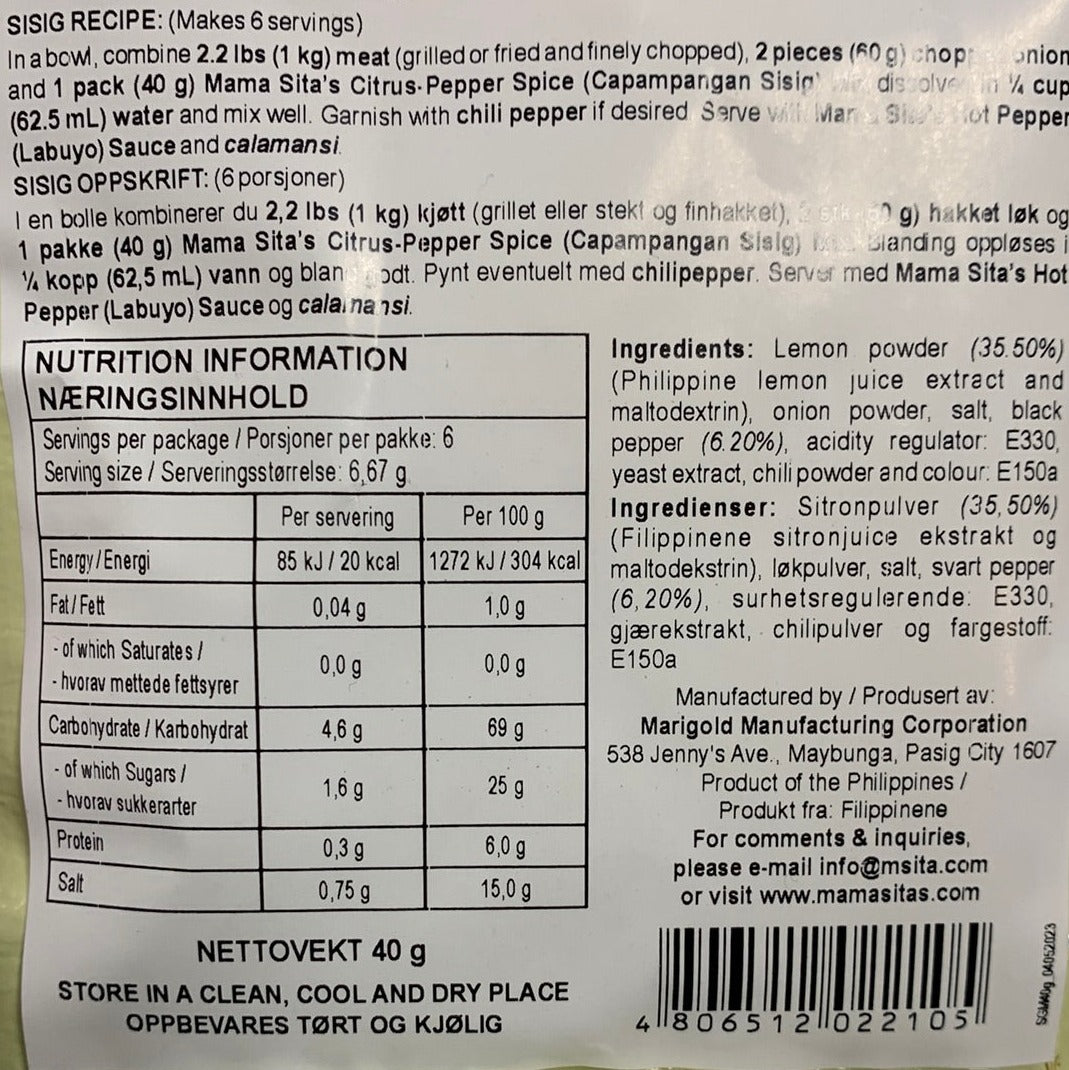 SISIG RECIPE: (Makes 6 servings)
In a bowl, combine 2.2 lbs (1 kg) meat (grilled or fried and finely chopped), 2 pieces (60 g)
and 1 pack (40 g) Mama Sita's Citrus-Pepper Spice (Capampangan Sisig) ¼ cup
(62.5 mL) water and mix well. Garnish with chili pepper if desired Serve Hot Pepper
(Labuyo) Sauce and calamansi.
SISIG OPPSKRIFT: (6 porsjoner)
I en bolle kombinerer du 2,2 lbs (1 kg) kjøtt (grillet eller stekt og finhakket), g) hakket løk og
1 pakke (40 g) Mama Sita's Citrus-Pepper Spice (Capampangan Sisig) blanding oppløses i
¼ kopp (62,5 mL) vann og Pynt eventuelt med chilipepper. Server med Mama Sita's Hot
Pepper (Labuyo) Sauce og calamansi.
NUTRITION INFORMATION
NÆRINGSINNHOLD
Servings per package / Porsjoner per pakke: 6
Serving size / Serveringsstørrelse: 6,67 g
Per servering Per 100 g
Energy / Energi 85 kJ / 20 kcal 1272 kJ / 304 kcal
Fat / Fett 0,04 g 1,0 g
- of which Saturates /
- hvorav mettede fettsyrer 0,0 g 0,0 g
Carbohydrate / Karbohydrat 4,6 g 69 g
- of which Sugars /
- hvorav sukkerarter 1,6 g 25 g
Protein 0,3 g 6,0 g
Salt 0,75 g 15,0 g
NETTOVEKT 40 g
STORE IN A CLEAN, COOL AND DRY PLACE
OPPBEVARES TØRT OG KJØLIG
Ingredients: Lemon powder (35.50%)
(Philippine lemon juice extract and
maltodextrin), onion powder, salt, black
pepper (6.20%), acidity regulator: E330,
yeast extract, chili powder and colour: E150a
Ingredienser: Sitronpulver (35,50%)
(Filippinene sitronjuice ekstrakt og
maltodekstrin), løkpulver, salt, svart pepper
(6,20%), surhetsregulerende: E330,
gjærekstrakt, chilipulver og fargestoff:
E150a
Manufactured by / Produsert av:
Marigold Manufacturing Corporation
538 Jenny's Ave., Maybunga, Pasig City 1607
Product of the Philippines /
Produkt fra: Filippinene
For comments & inquiries,
please e-mail info@msita.com
or visit www.mamasitas.com
4 806512 022105
SGM40g_04052023